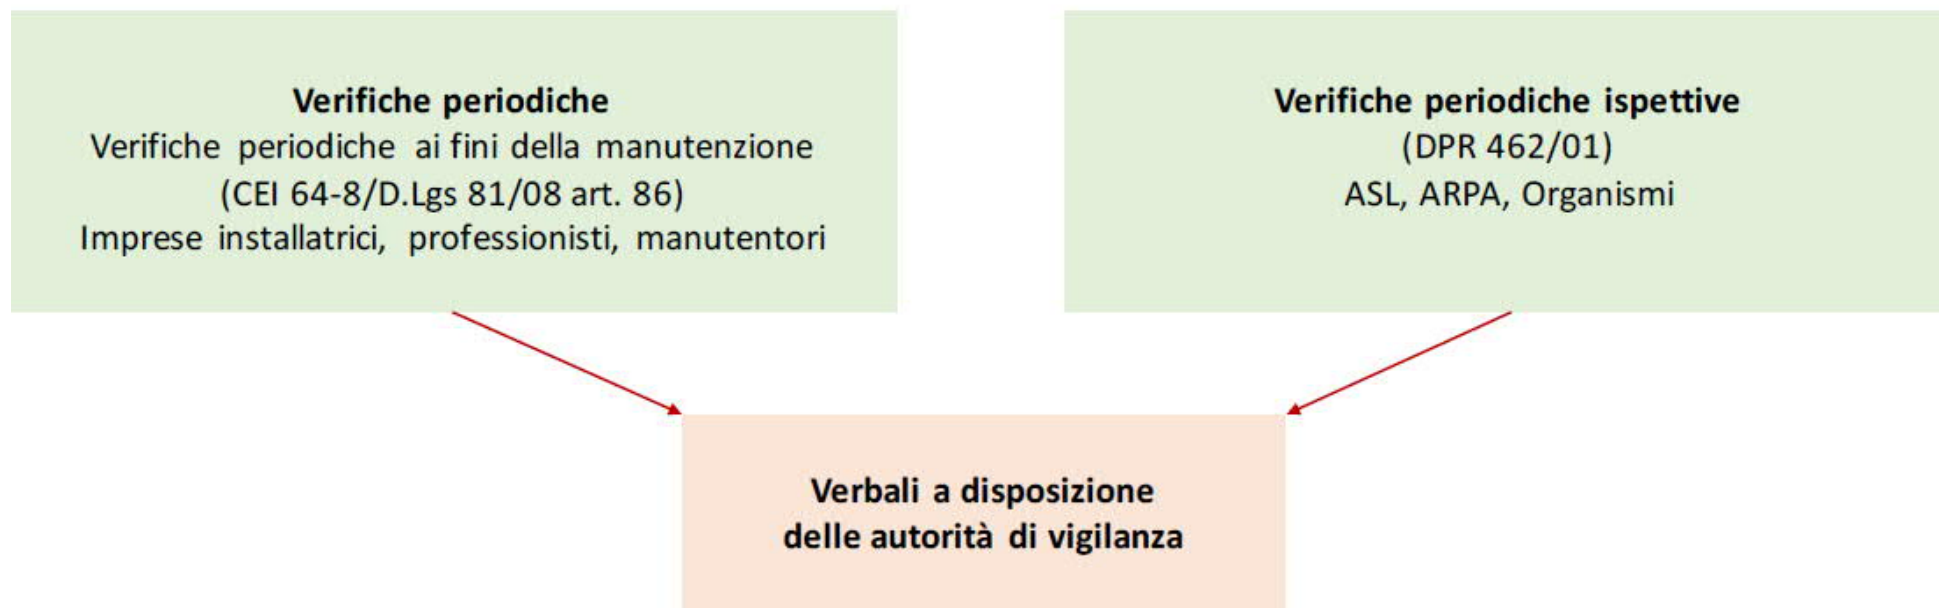 Verifiche periodiche
Verifiche periodiche ai fini della manutenzione
(CEI 64-8/D.Lgs 81/08 art. 86)
Imprese installatrici, professionisti, manutentori
Verifiche periodiche ispettive
(DPR 462/01)
ASL, ARPA, Organismi
Verbali a disposizione
delle autorità di vigilanza